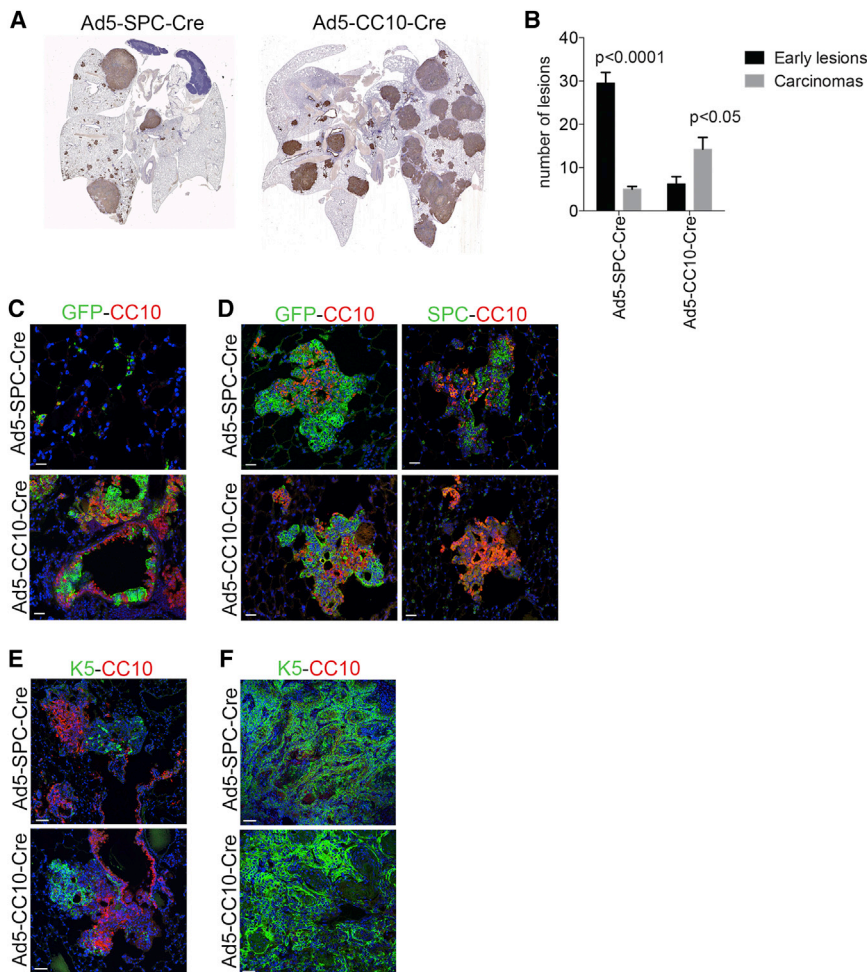 A
Ad5-SPC-Cre
Ad5-CC10-Cre
B
number of lesions
40
30
20
10
0
p<0.0001
p<0.05
Early lesions
Carcinomas
Ad5-SPC-Cre
Ad5-CC10-Cre
C
GFP-CC10
Ad5-SPC-Cre
Ad5-CC10-Cre
D
GFP-CC10
SPC-CC10
Ad5-SPC-Cre
Ad5-CC10-Cre
E
K5-CC10
Ad5-SPC-Cre
Ad5-CC10-Cre
F
K5-CC10
Ad5-SPC-Cre
Ad5-CC10-Cre